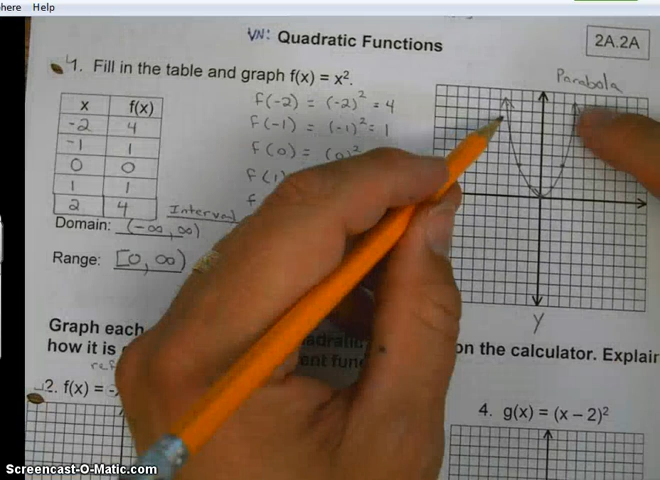 here Help
VN: Quadratic Functions
2A.2A
1. Fill in the table and graph f(x) = x².
Parabola
x f(x)
-2 4
-1 1
0 0
1 1
2 4
f(-2) = (-2)² = 4
f(-1) = (-1)² = 1
f(0) = (0)²
f(1)
f
Interval
Domain: (-∞, ∞)
Range: [0, ∞)
y
Graph each on the calculator. Explain
how it is
2. f(x) =
4. g(x) = (x – 2)²
Screencast-O-Matic.com